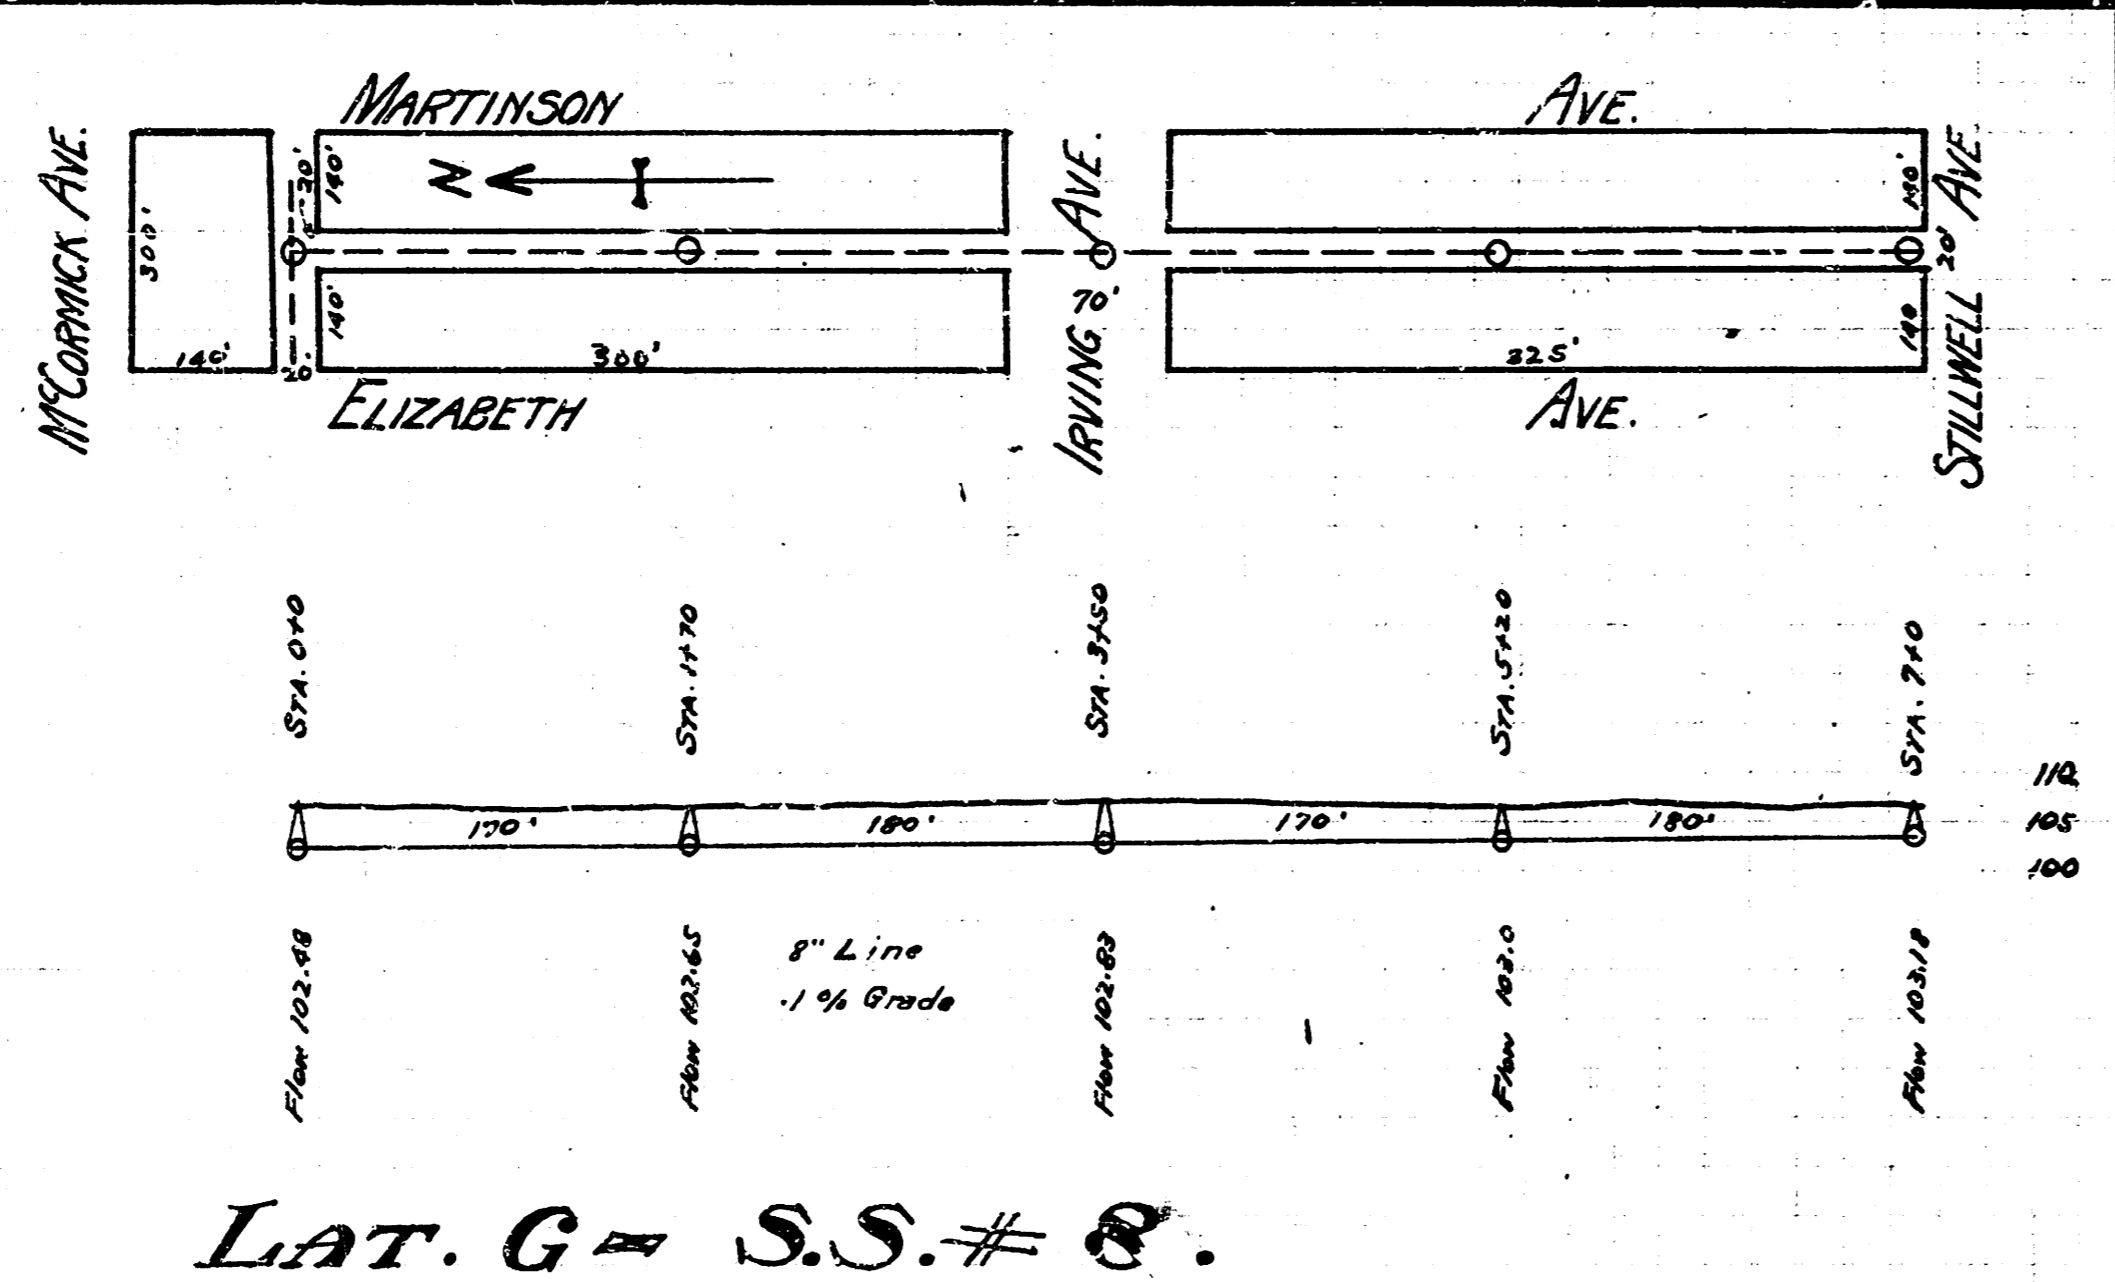 MARTINSON AVE.
McCORMICK AVE.
300'
140'
20'
20'
140'
N
140'
300'
ELIZABETH AVE.
IRVING AVE.
70'
140'
20'
140
325'
STILLWELL AVE
STA. 0+0
STA. 1+70
STA. 3+50
STA. 5+20
STA. 7+0
170'
180'
170'
180'
110
105
100
Flow 102.48
Flow 102.65
Flow 102.83
Flow 103.0
Flow 103.18
8" Line
.1% Grade
LAT. G = S.S. # 8.